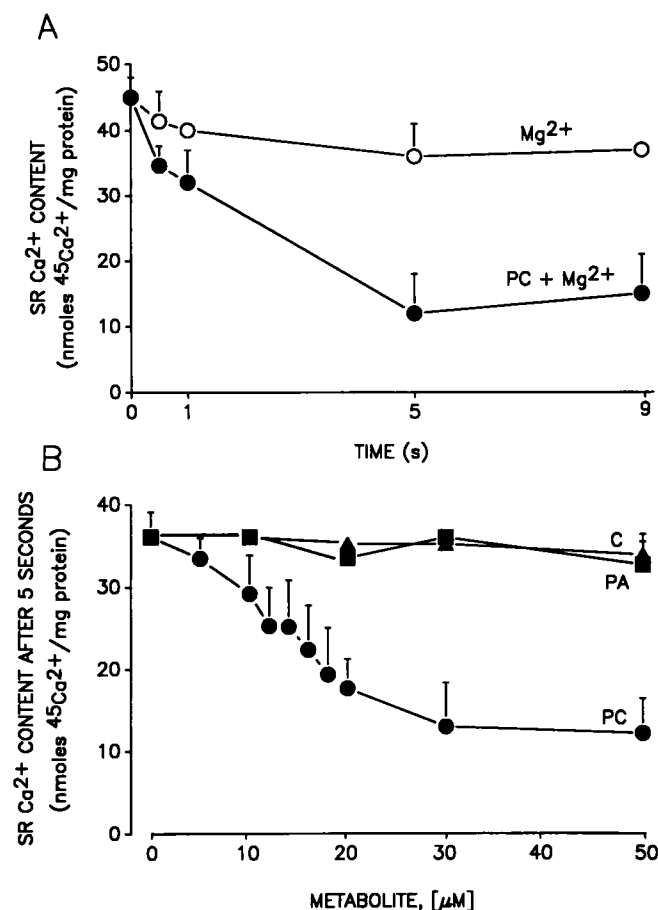 A
SR Ca2+ CONTENT
(nmoles 45Ca2+/mg protein)
50
40
30
20
10
0
Mg2+
PC + Mg2+
0
1
5
9
TIME (s)
B
SR Ca2+ CONTENT AFTER 5 SECONDS
(nmoles 45Ca2+/mg protein)
40
30
20
10
0
C
PA
PC
0
10
20
30
40
50
METABOLITE, [µM]